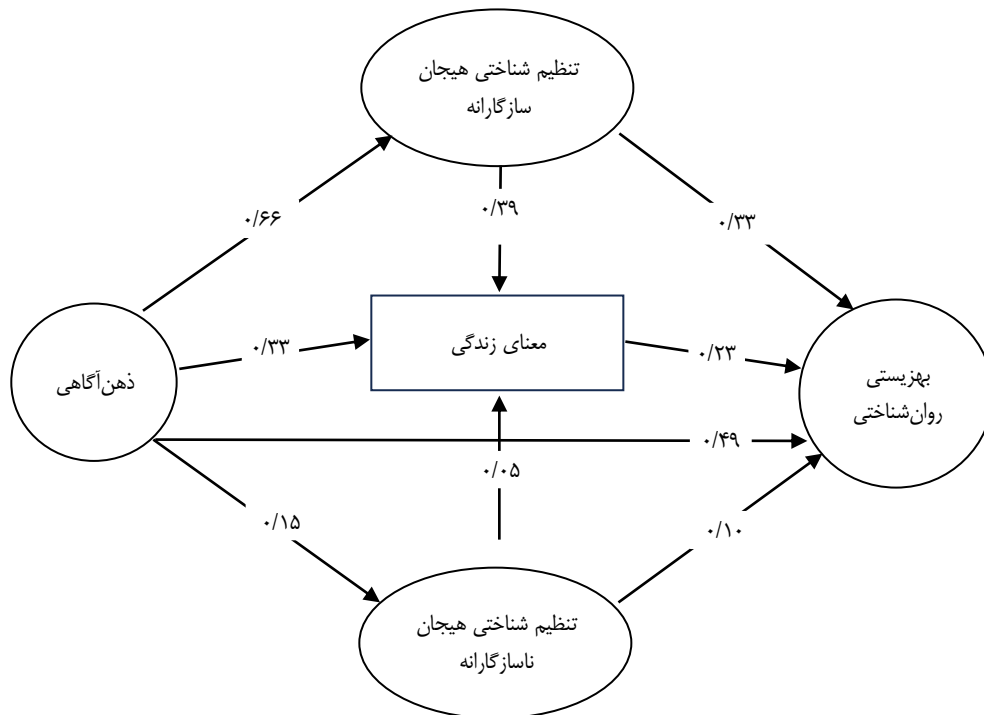 تنظیم شناختی هیجان
سازگارانه
۰/۶۶
۰/۳۹
۰/۳۳
ذهن‌آگاهی
۰/۳۳
معنای زندگی
۰/۲۳
بهزیستی
روان‌شناختی
۰/۴۹
۰/۰۵
۰/۱۵
۰/۱۰
تنظیم شناختی هیجان
ناسازگارانه